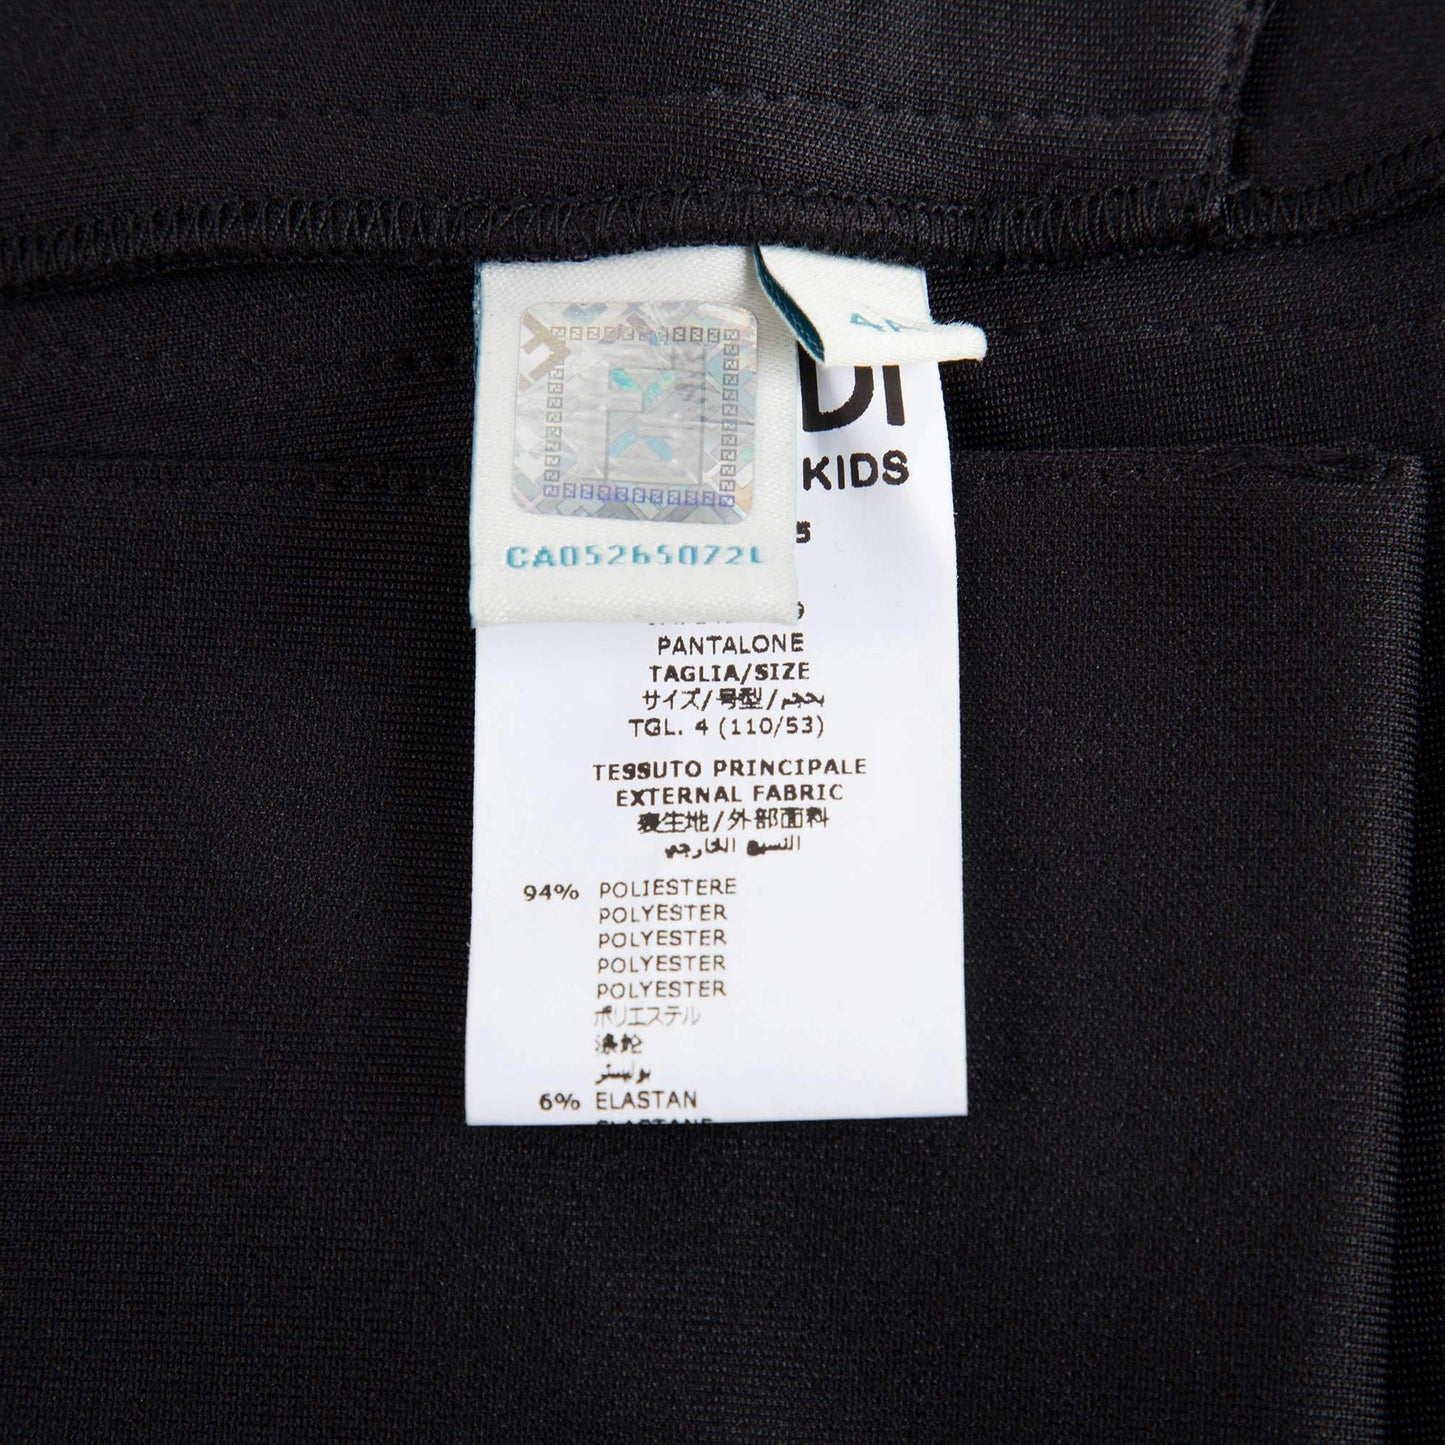 4A
DI
KIDS
5
CA05265072L
PANTALONE
TAGLIA/SIZE
サイズ/号型/بحجم
TGL. 4 (110/53)
TESSUTO PRINCIPALE
EXTERNAL FABRIC
表生地/外部面料
النسيج الخارجي
94% POLIESTERE
POLYESTER
POLYESTER
POLYESTER
POLYESTER
ポリエステル
涤纶
بوليستر
6% ELASTAN
ELASTANE